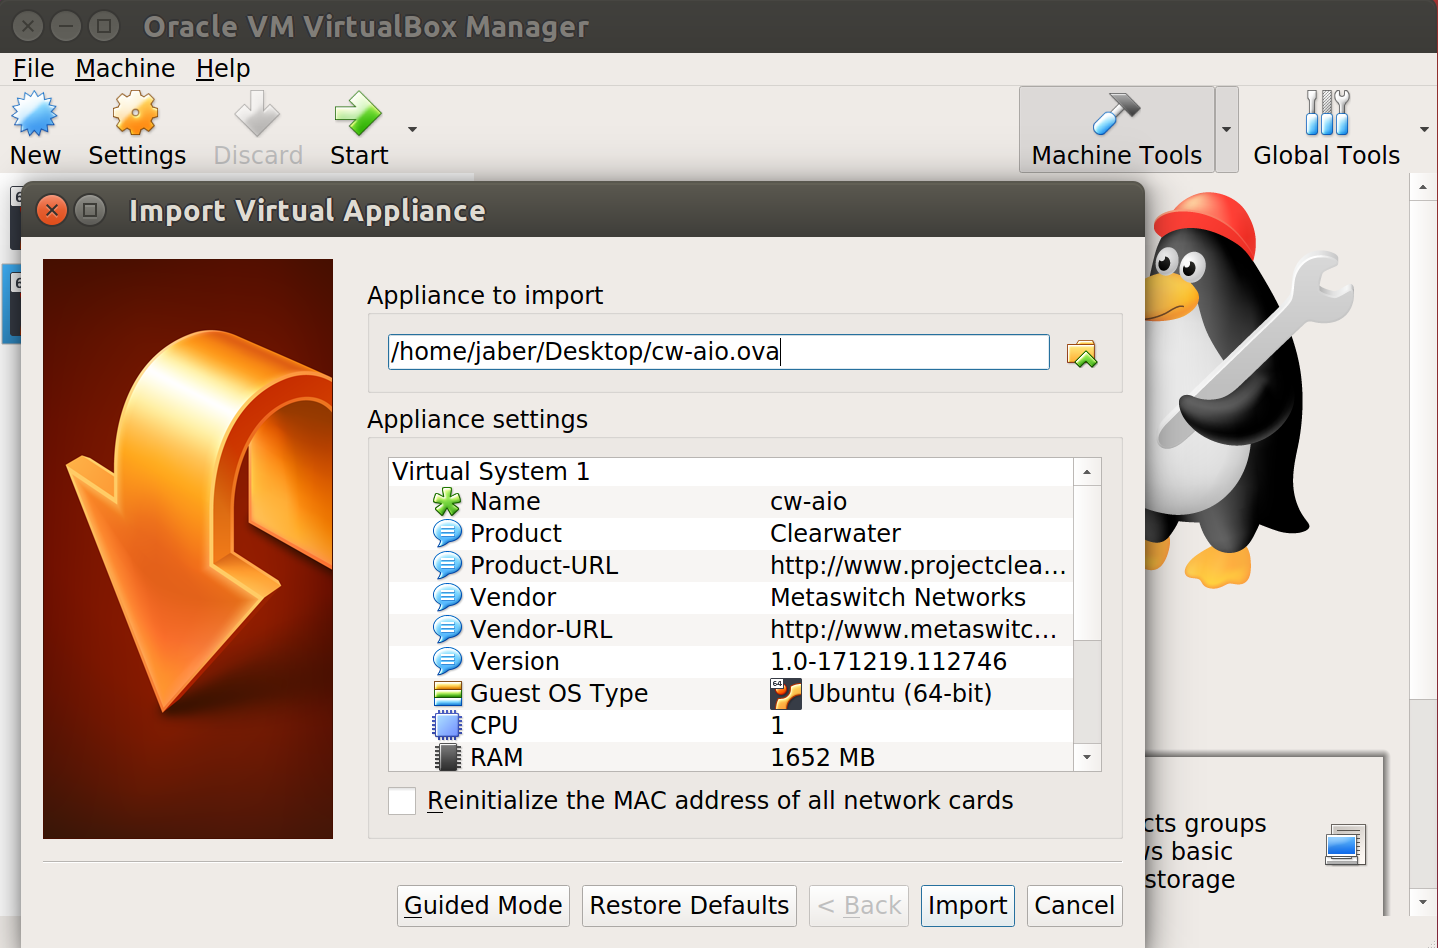 Oracle VM VirtualBox Manager
File Machine Help
New Settings Discard Start Machine Tools Global Tools
Import Virtual Appliance
Appliance to import
/home/jaber/Desktop/cw-aio.ova
Appliance settings
Virtual System 1
Name cw-aio
Product Clearwater
Product-URL http://www.projectclea...
Vendor Metaswitch Networks
Vendor-URL http://www.metaswitc...
Version 1.0-171219.112746
Guest OS Type 64 Ubuntu (64-bit)
CPU 1
RAM 1652 MB
Reinitialize the MAC address of all network cards
cts groups
basic
storage
Guided Mode Restore Defaults < Back Import Cancel